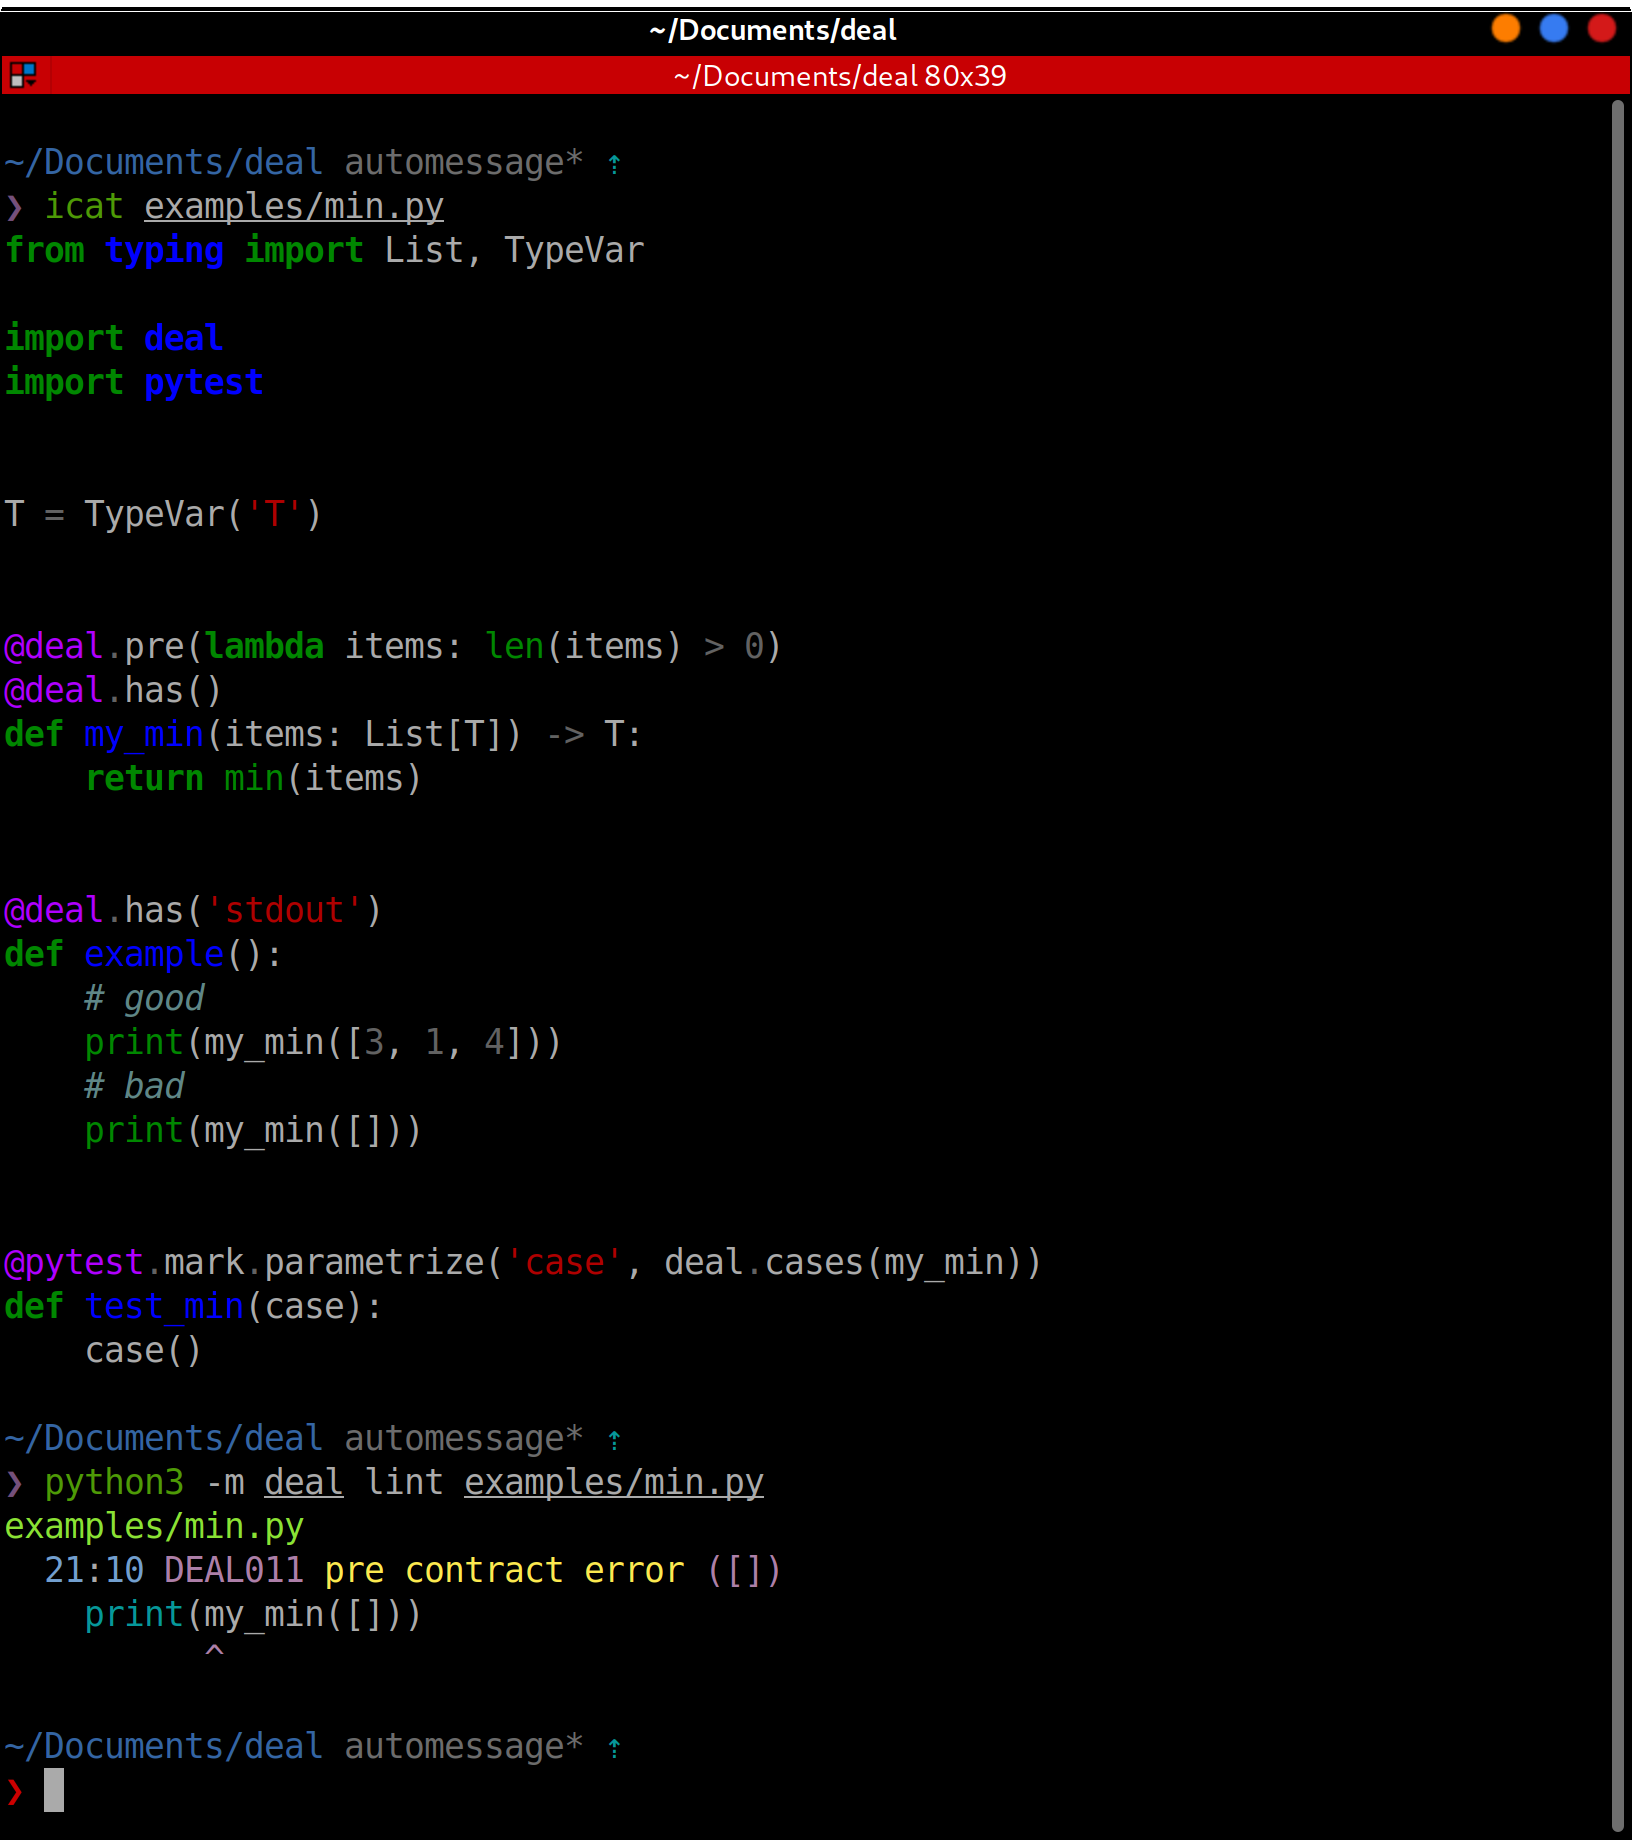 ~/Documents/deal
~/Documents/deal 80x39
~/Documents/deal automessage* ⇡
❯ icat examples/min.py
from typing import List, TypeVar
import deal
import pytest
T = TypeVar('T')
@deal.pre(lambda items: len(items) > 0)
@deal.has()
def my_min(items: List[T]) -> T:
    return min(items)
@deal.has('stdout')
def example():
    # good
    print(my_min([3, 1, 4]))
    # bad
    print(my_min([]))
@pytest.mark.parametrize('case', deal.cases(my_min))
def test_min(case):
    case()
~/Documents/deal automessage* ⇡
❯ python3 -m deal lint examples/min.py
examples/min.py
  21:10 DEAL011 pre contract error ([])
    print(my_min([]))
          ^
~/Documents/deal automessage* ⇡
❯